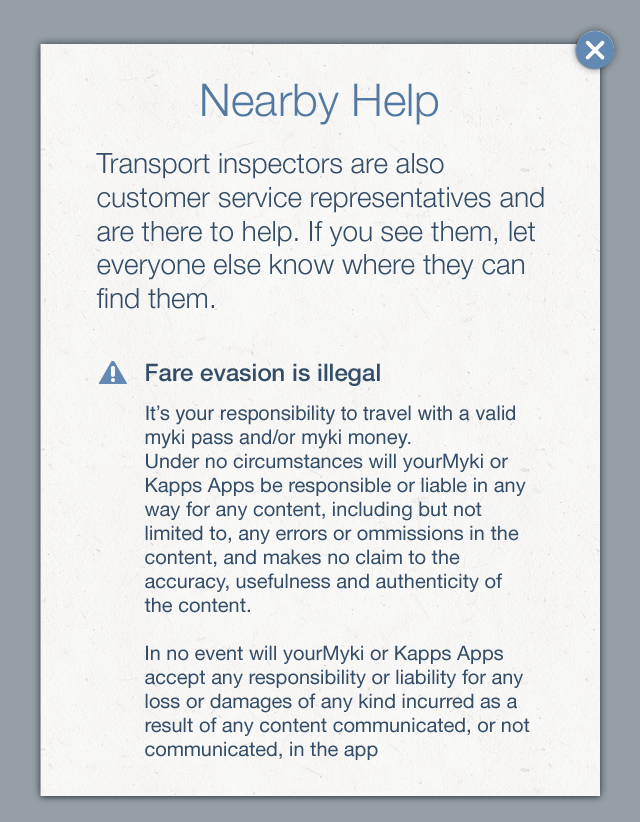 Nearby Help
Transport inspectors are also
customer service representatives and
are there to help. If you see them, let
everyone else know where they can
find them.
Fare evasion is illegal
It’s your responsibility to travel with a valid
myki pass and/or myki money.
Under no circumstances will yourMyki or
Kapps Apps be responsible or liable in any
way for any content, including but not
limited to, any errors or ommissions in the
content, and makes no claim to the
accuracy, usefulness and authenticity of
the content.
In no event will yourMyki or Kapps Apps
accept any responsibility or liability for any
loss or damages of any kind incurred as a
result of any content communicated, or not
communicated, in the app